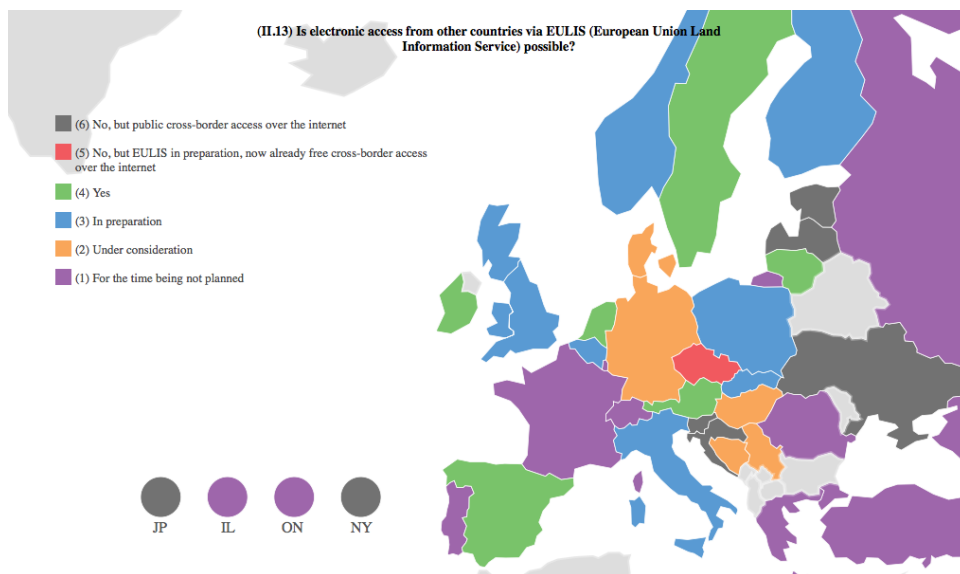 (II.13) Is electronic access from other countries via EULIS (European Union Land
Information Service) possible?
(6) No, but public cross-border access over the internet
(5) No, but EULIS in preparation, now already free cross-border access
over the internet
(4) Yes
(3) In preparation
(2) Under consideration
(1) For the time being not planned
JP IL ON NY